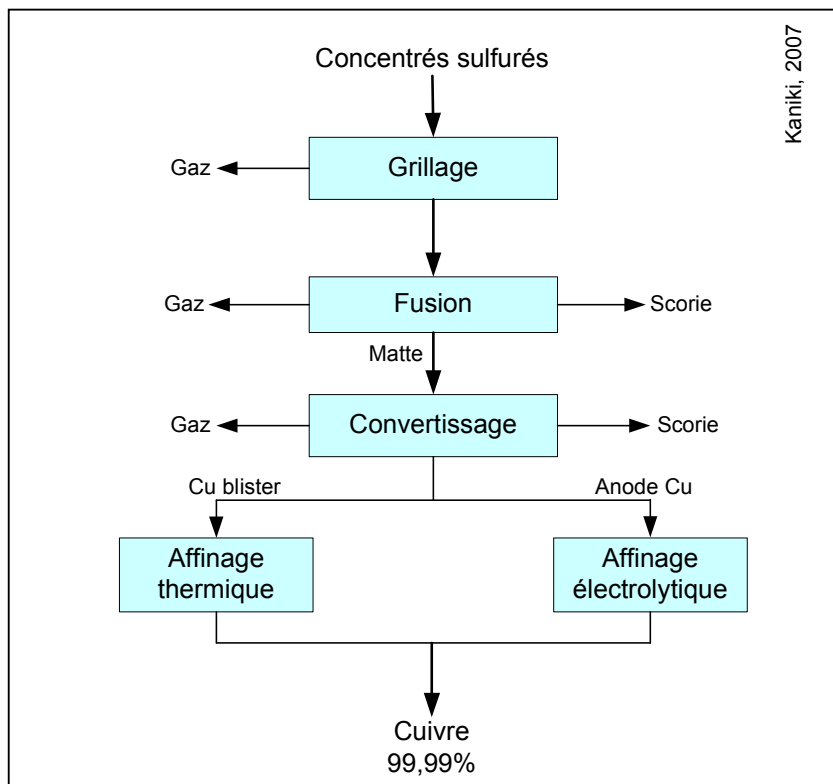 Kaniki, 2007
Concentrés sulfurés
Gaz
Grillage
Gaz
Fusion
Scorie
Matte
Gaz
Convertissage
Scorie
Cu blister
Anode Cu
Affinage
thermique
Affinage
électrolytique
Cuivre
99,99%